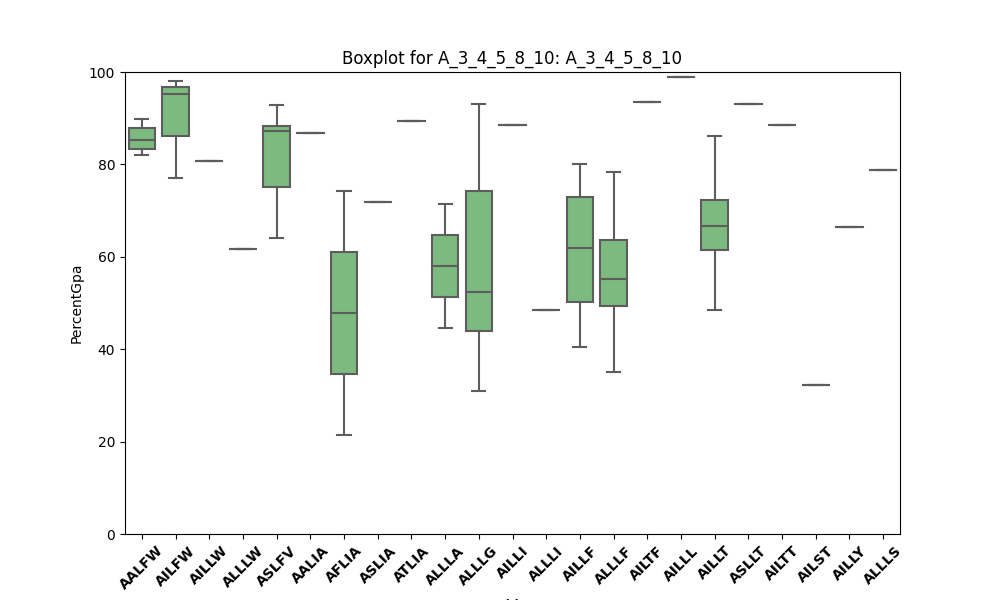 Boxplot for A_3_4_5_8_10: A_3_4_5_8_10
PercentGpa
100
80
60
40
20
0
AALFW AILFW AILLW ALLLW ASLFV AALIA AFLIA ASLIA ATLIA ALLLA ALLLG AILLI ALLLI AILLF ALLLF AILTF AILLL AILLT ASLLT AILTT AILST AILLY ALLLS